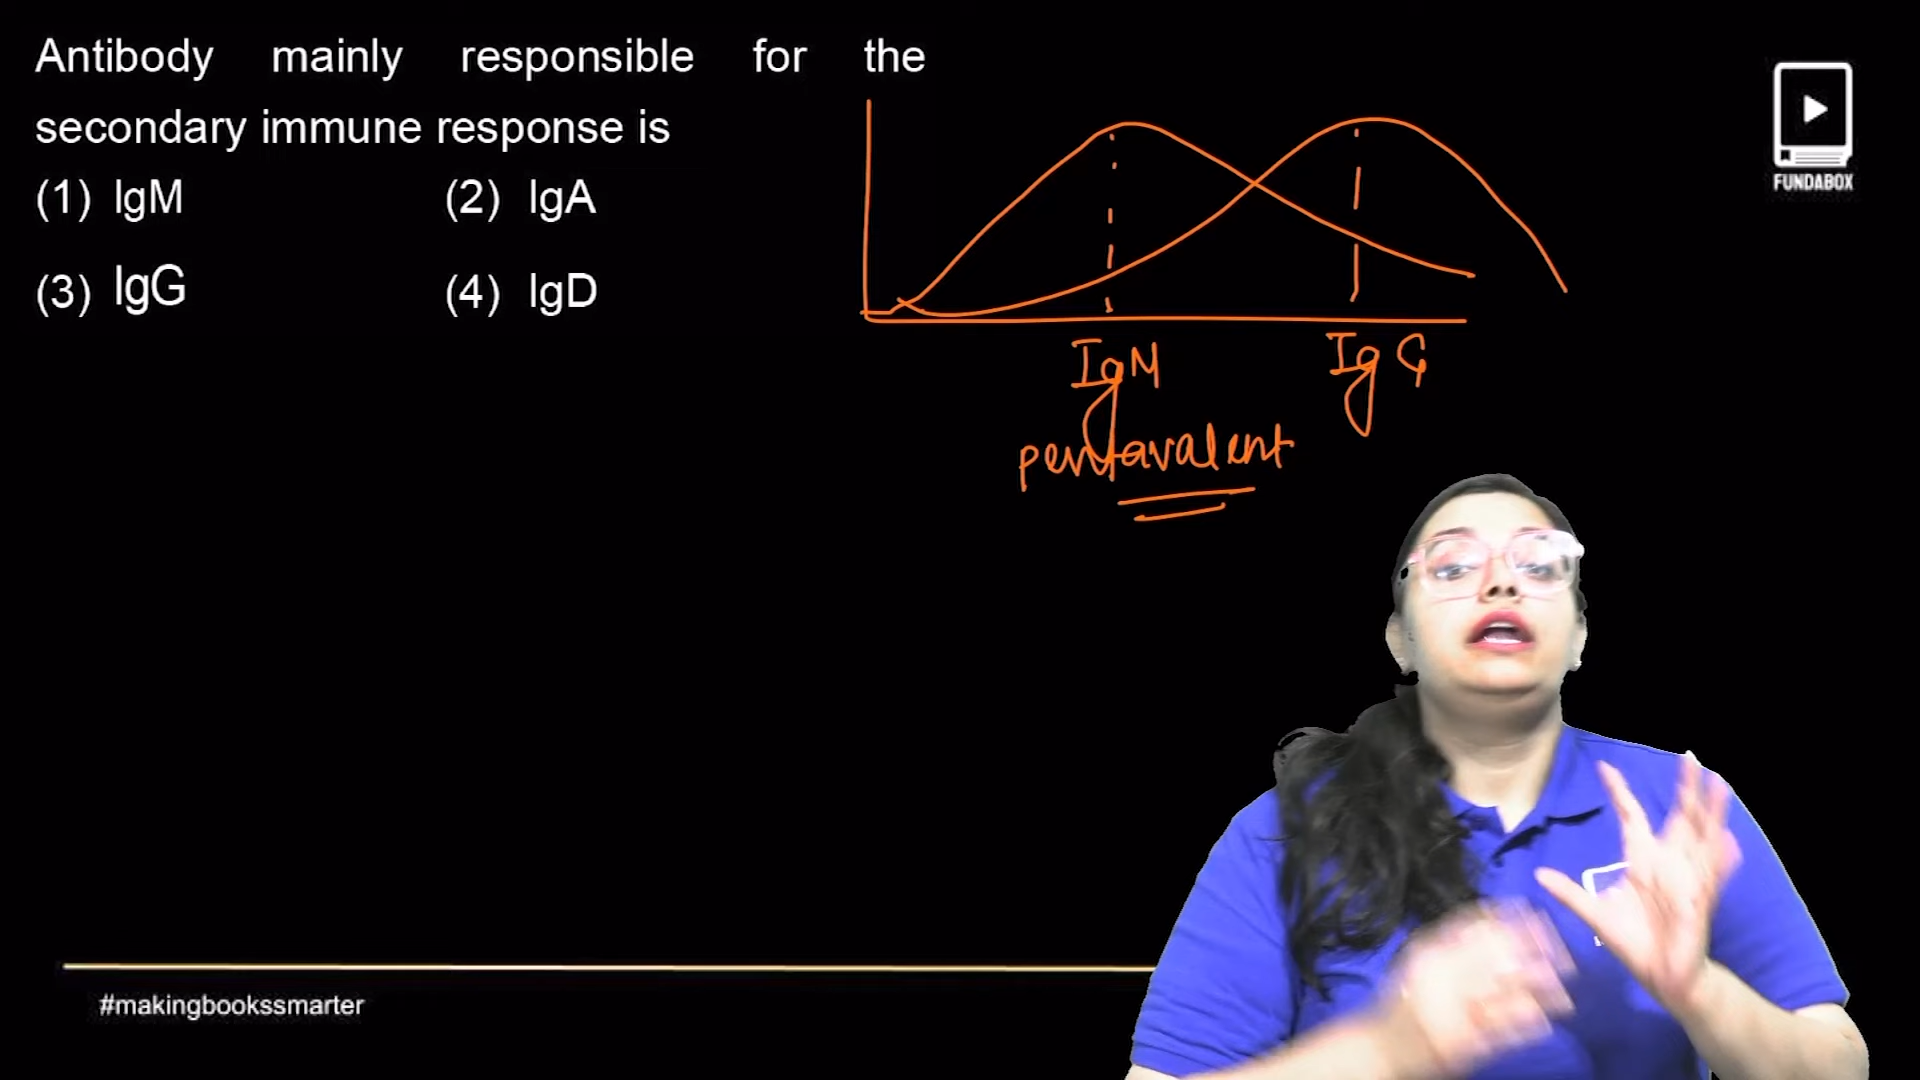 Antibody mainly responsible for the
secondary immune response is
(1) IgM (2) IgA
(3) IgG (4) IgD
FUNDABOX
IgM
IgG
pentavalent
#makingbookssmarter